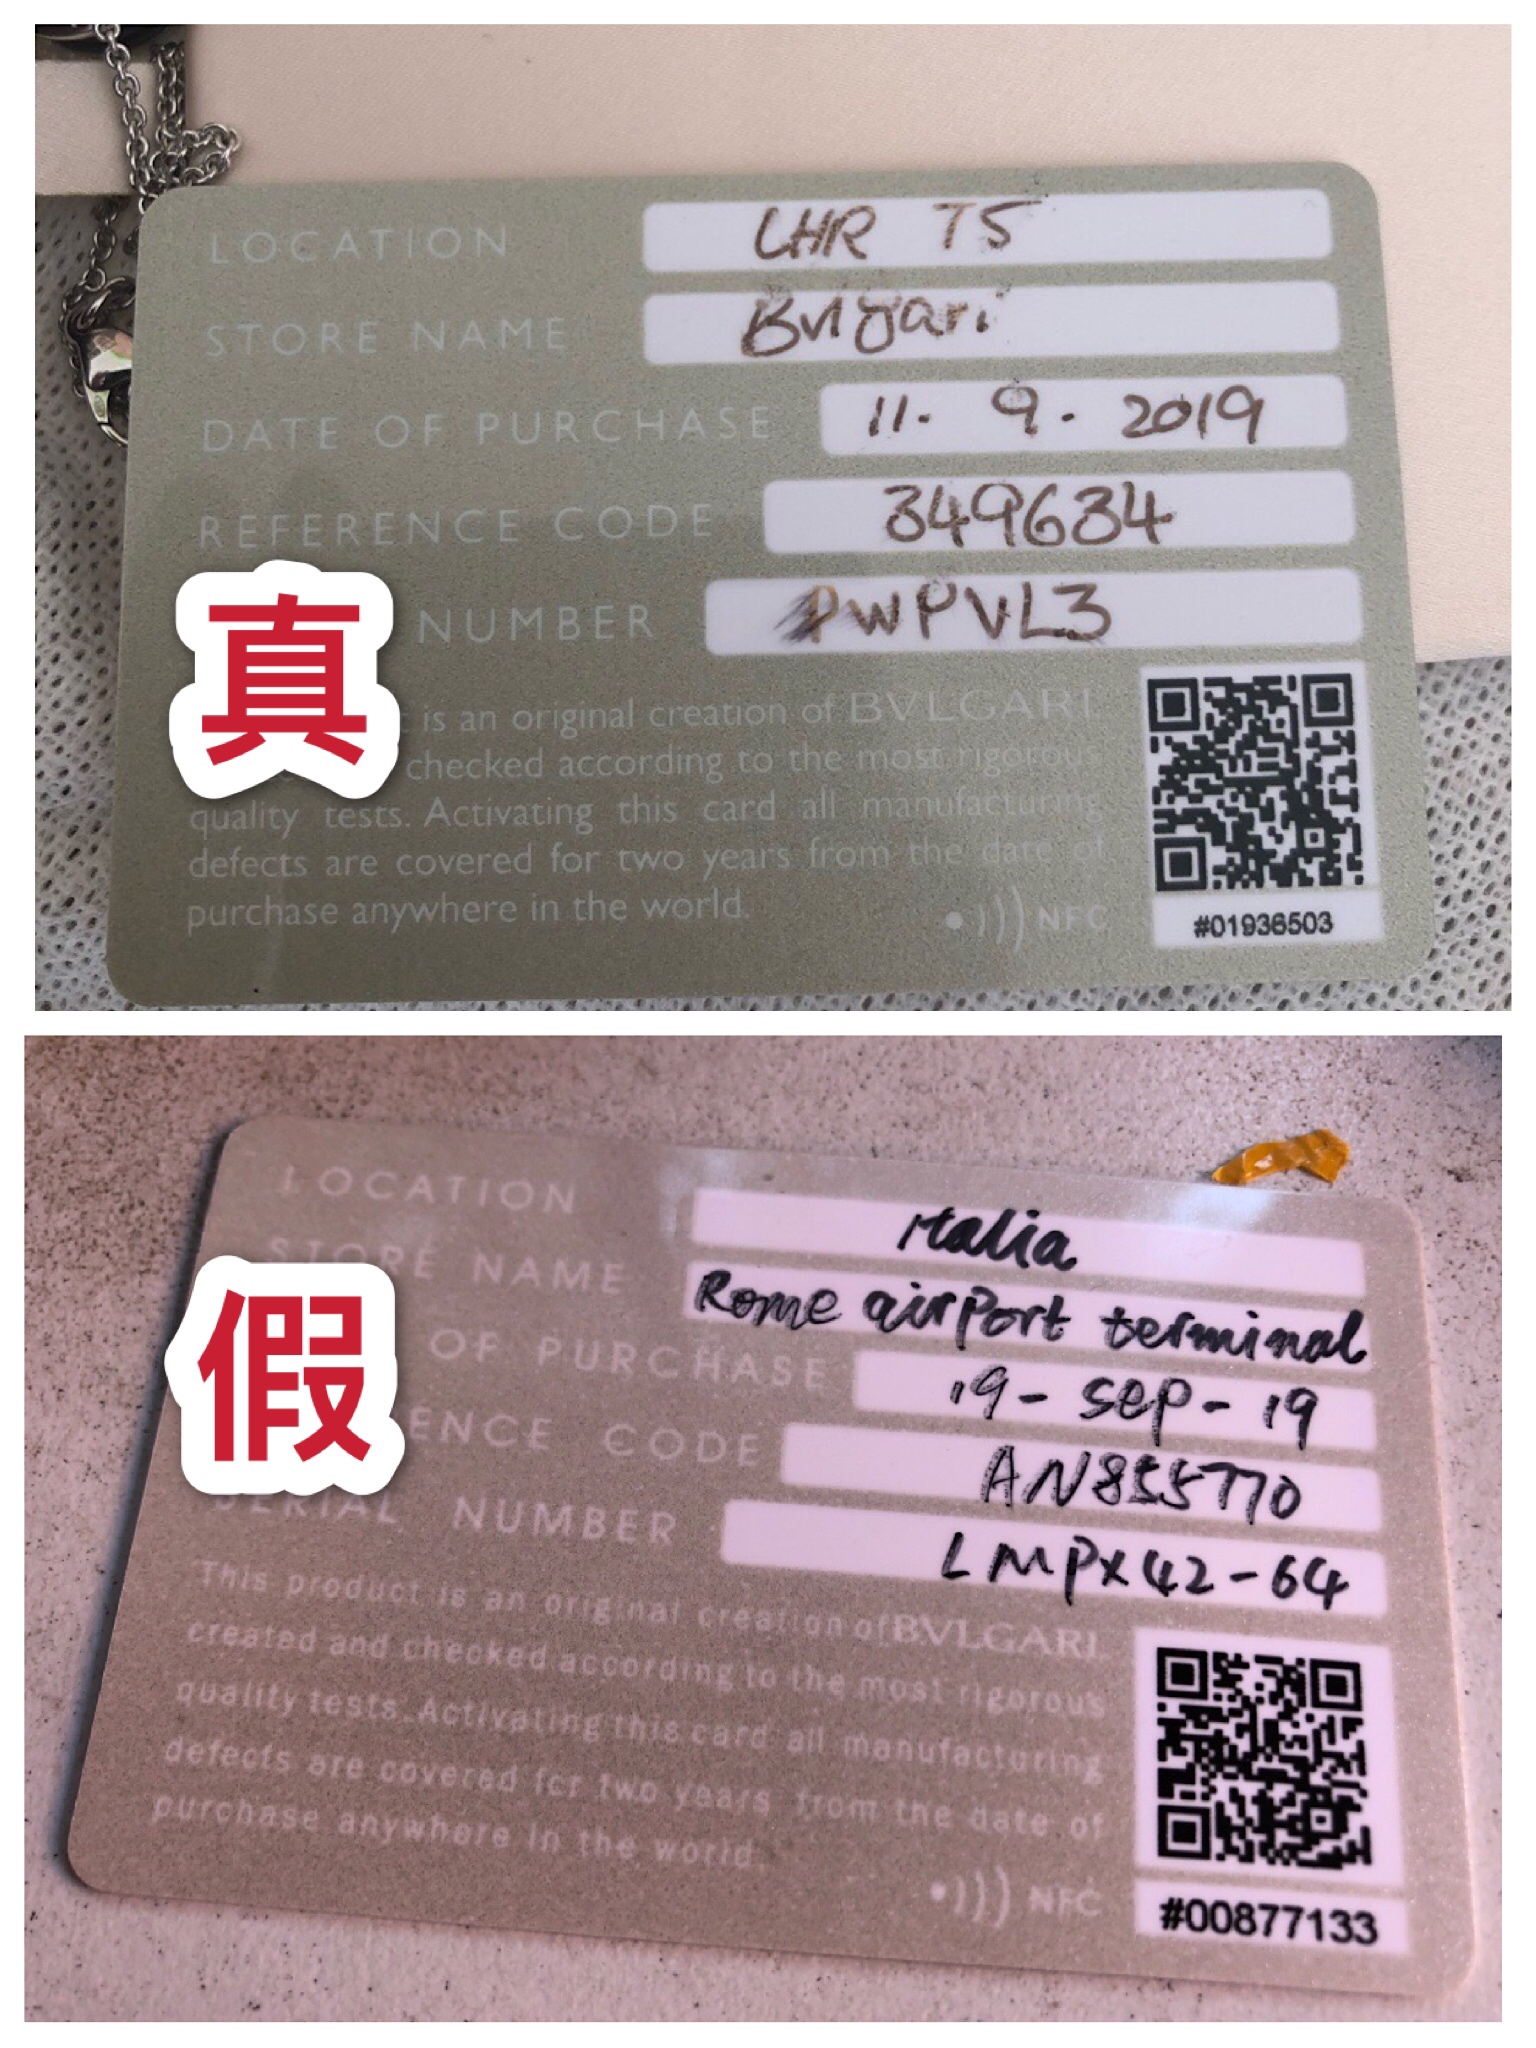 LOCATION LHR T5
STORE NAME Bvlgari
DATE OF PURCHASE 11. 9. 2019
REFERENCE CODE 349634
NUMBER PWPVL3
真
is an original creation of BVLGARI
checked according to the most rigorous
quality tests. Activating this card all manufacturing
defects are covered for two years from the date of
purchase anywhere in the world.
NFC
#01936503
LOCATION italia
STORE NAME Rome airport terminal
OF PURCHASE 19-sep-19
ENCE CODE AN855770
SERIAL NUMBER LMPX42-64
假
This product is an original creation of BVLGARI
created and checked according to the most rigorous
quality tests. Activating this card all manufacturing
defects are covered for two years from the date of
purchase anywhere in the world.
NFC
#00877133